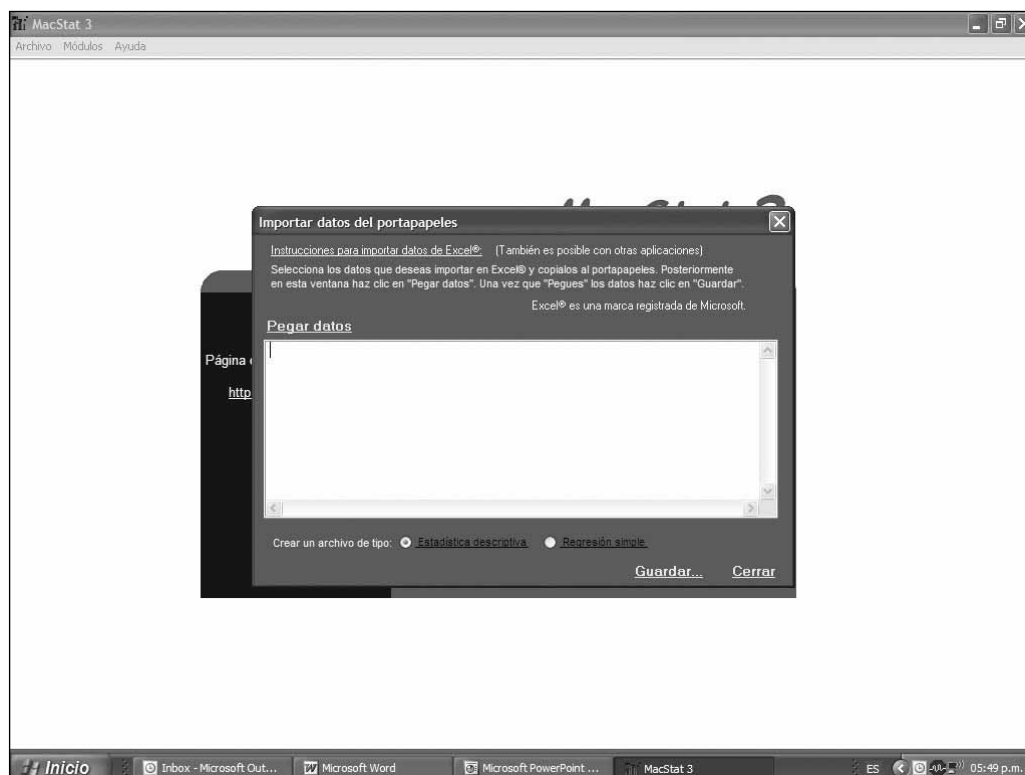 MacStat 3
Archivo Módulos Ayuda
Importar datos del portapapeles
Instrucciones para importar datos de Excel®: (También es posible con otras aplicaciones)
Selecciona los datos que deseas importar en Excel® y copialos al portapapeles. Posteriormente
en esta ventana haz clic en "Pegar datos". Una vez que "Pegues" los datos haz clic en "Guardar".
Excel® es una marca registrada de Microsoft.
Pegar datos
Página
http
Crear un archivo de tipo: Estadística descriptiva Regresión simple
Guardar... Cerrar
Inicio Inbox - Microsoft Out... Microsoft Word Microsoft PowerPoint ... MacStat 3 ES 05:49 p.m.